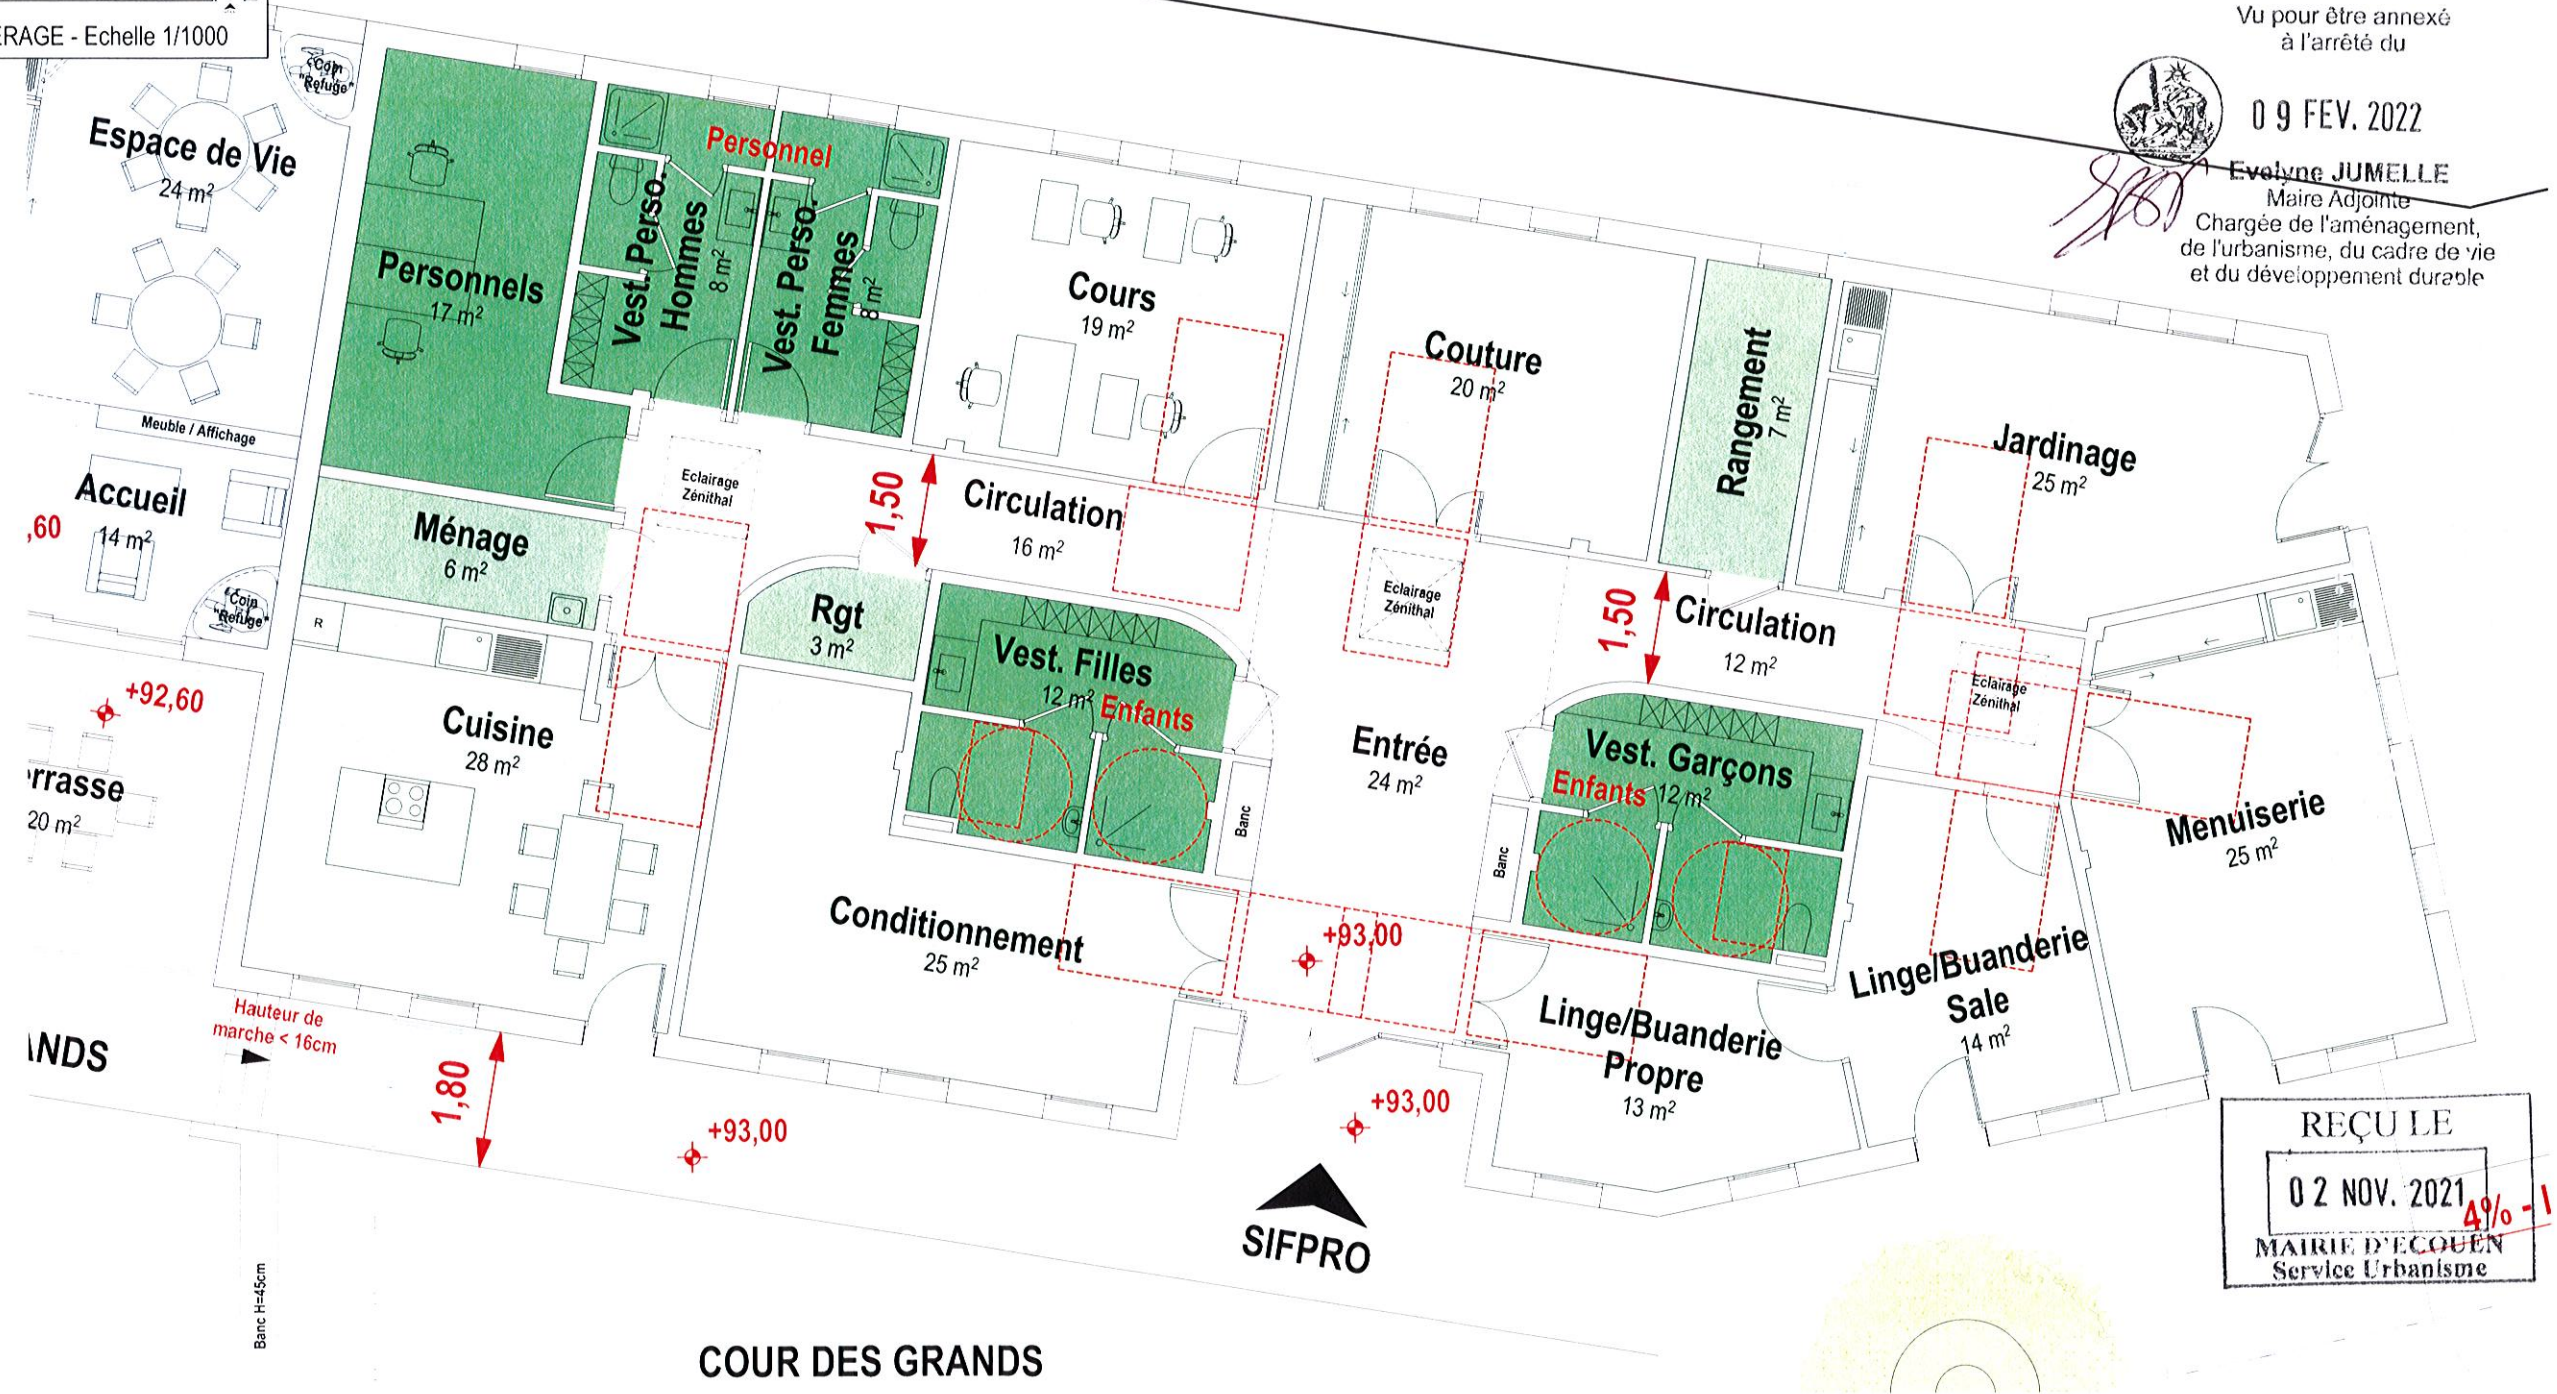 ERAGE - Echelle 1/1000
Vu pour être annexé
à l'arrêté du
0 9 FEV. 2022
Evelyne JUMELLE
Maire Adjointe
Chargée de l'aménagement,
de l'urbanisme, du cadre de vie
et du développement durable
Coin
"Refuge"
Espace de Vie
24 m²
Meuble / Affichage
Accueil
14 m²
,60
Coin
"Refuge"
+92,60
rrasse
20 m²
Personnels
17 m²
Personnel
Vest. Perso.
Hommes
8 m²
Vest. Perso.
Femmes
8 m²
Cours
19 m²
Couture
20 m²
Rangement
7 m²
Jardinage
25 m²
Eclairage
Zénithal
1,50
Circulation
16 m²
Ménage
6 m²
R
Rgt
3 m²
Vest. Filles
12 m²
Enfants
Eclairage
Zénithal
1,50
Circulation
12 m²
Eclairage
Zénithal
Cuisine
28 m²
Entrée
24 m²
Vest. Garçons
12 m²
Enfants
Banc
Banc
Menuiserie
25 m²
Conditionnement
25 m²
+93,00
Linge/Buanderie
Propre
13 m²
Linge/Buanderie
Sale
14 m²
Hauteur de
marche < 16cm
NDS
1,80
+93,00
+93,00
SIFPRO
Banc H=45cm
COUR DES GRANDS
REÇU LE
0 2 NOV. 2021
4% - 
MAIRIE D'ECOUEN
Service Urbanisme